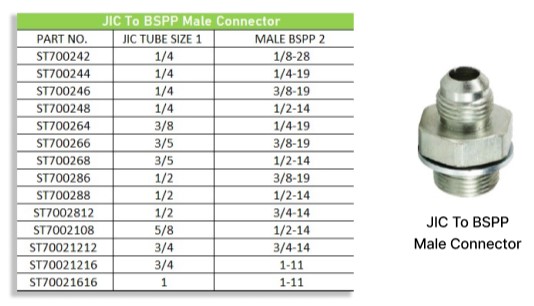 JIC To BSPP Male Connector
PART NO. JIC TUBE SIZE 1 MALE BSPP 2
ST700242 1/4 1/8-28
ST700244 1/4 1/4-19
ST700246 1/4 3/8-19
ST700248 1/4 1/2-14
ST700264 3/8 1/4-19
ST700266 3/5 3/8-19
ST700268 3/5 1/2-14
ST700286 1/2 3/8-19
ST700288 1/2 1/2-14
ST7002812 1/2 3/4-14
ST7002108 5/8 1/2-14
ST70021212 3/4 3/4-14
ST70021216 3/4 1-11
ST70021616 1 1-11
JIC To BSPP
Male Connector